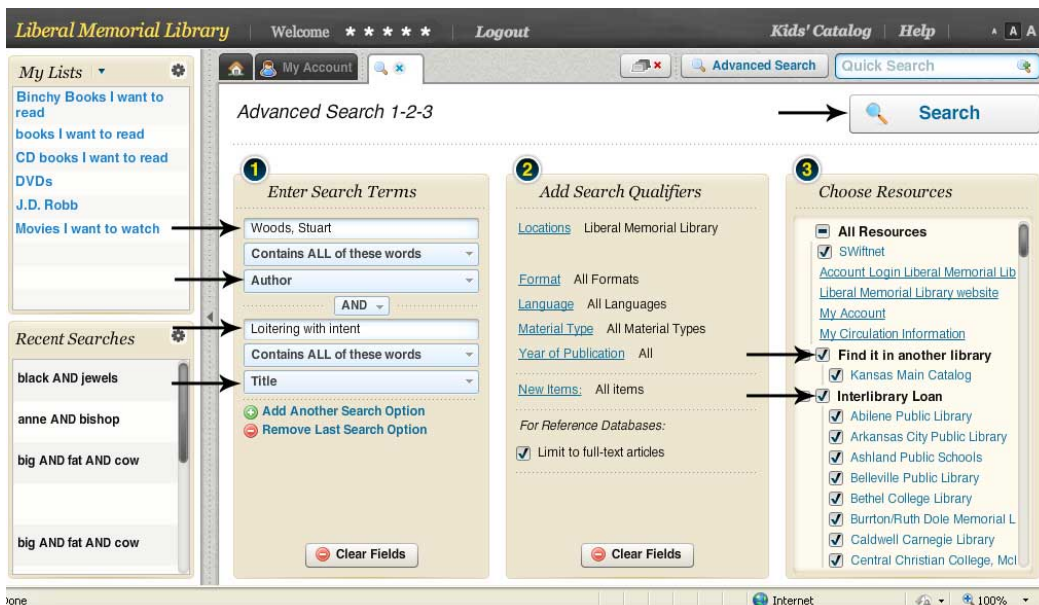 Liberal Memorial Library
Welcome * * * * *
Logout
Kids' Catalog
Help
A A A
My Lists
Binchy Books I want to
read
books I want to read
CD books I want to read
DVDs
J.D. Robb
Movies I want to watch
Recent Searches
black AND jewels
anne AND bishop
big AND fat AND cow
big AND fat AND cow
My Account
Advanced Search
Quick Search
Advanced Search 1-2-3
Search
1
Enter Search Terms
Woods, Stuart
Contains ALL of these words
Author
AND
Loitering with intent
Contains ALL of these words
Title
Add Another Search Option
Remove Last Search Option
Clear Fields
2
Add Search Qualifiers
Locations Liberal Memorial Library
Format All Formats
Language All Languages
Material Type All Material Types
Year of Publication All
New Items: All items
For Reference Databases:
Limit to full-text articles
Clear Fields
3
Choose Resources
All Resources
SWiftnet
Account Login Liberal Memorial Lib
Liberal Memorial Library website
My Account
My Circulation Information
Find it in another library
Kansas Main Catalog
Interlibrary Loan
Abilene Public Library
Arkansas City Public Library
Ashland Public Schools
Belleville Public Library
Bethel College Library
Burrton/Ruth Dole Memorial L
Caldwell Carnegie Library
Central Christian College, McI
Done
Internet
100%